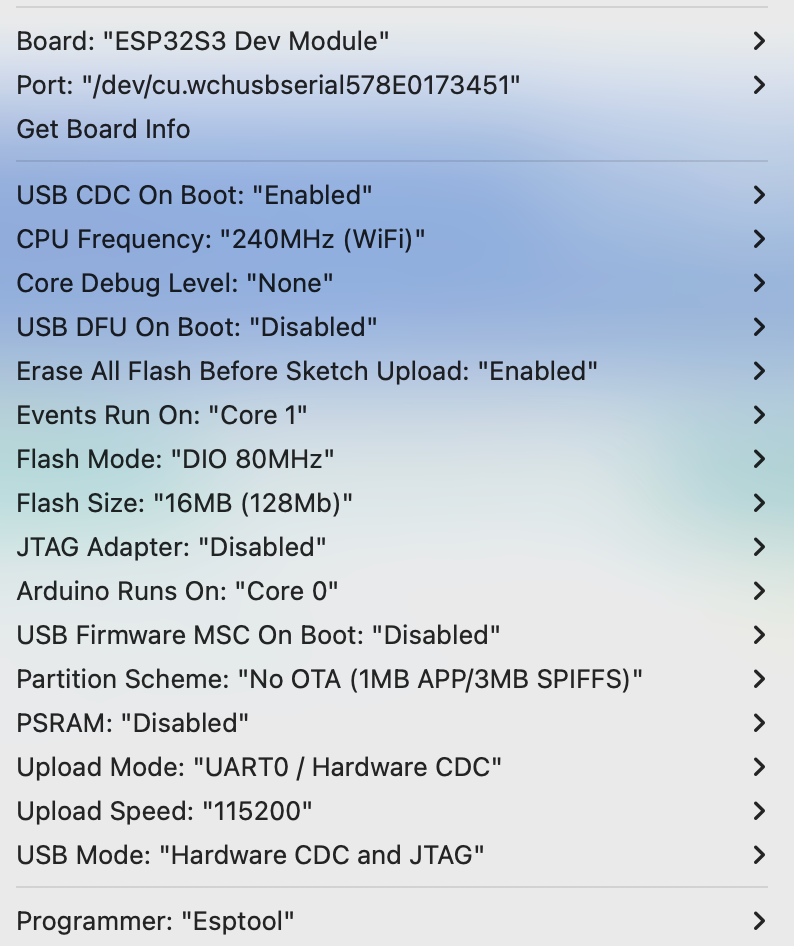 Board: "ESP32S3 Dev Module"
Port: "/dev/cu.wchusbserial578E0173451"
Get Board Info
USB CDC On Boot: "Enabled"
CPU Frequency: "240MHz (WiFi)"
Core Debug Level: "None"
USB DFU On Boot: "Disabled"
Erase All Flash Before Sketch Upload: "Enabled"
Events Run On: "Core 1"
Flash Mode: "DIO 80MHz"
Flash Size: "16MB (128Mb)"
JTAG Adapter: "Disabled"
Arduino Runs On: "Core 0"
USB Firmware MSC On Boot: "Disabled"
Partition Scheme: "No OTA (1MB APP/3MB SPIFFS)"
PSRAM: "Disabled"
Upload Mode: "UART0 / Hardware CDC"
Upload Speed: "115200"
USB Mode: "Hardware CDC and JTAG"
Programmer: "Esptool"